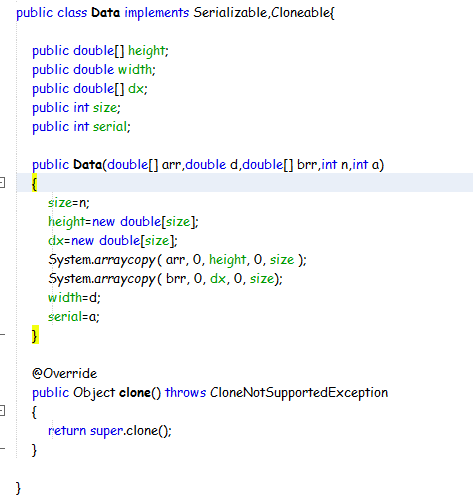 public class Data implements Serializable,Cloneable{
public double[] height;
public double width;
public double[] dx;
public int size;
public int serial;
public Data(double[] arr,double d,double[] brr,int n,int a)
{
size=n;
height=new double[size];
dx=new double[size];
System.arraycopy( arr, 0, height, 0, size );
System.arraycopy( brr, 0, dx, 0, size);
width=d;
serial=a;
}
@Override
public Object clone() throws CloneNotSupportedException
{
return super.clone();
}
}